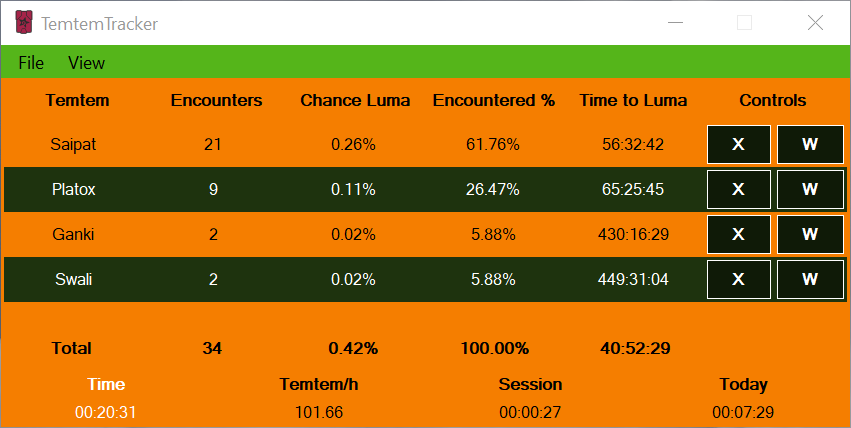 TemtemTracker
File View
Temtem Encounters Chance Luma Encountered % Time to Luma Controls
Saipat 21 0.26% 61.76% 56:32:42 X W
Platox 9 0.11% 26.47% 65:25:45 X W
Ganki 2 0.02% 5.88% 430:16:29 X W
Swali 2 0.02% 5.88% 449:31:04 X W
Total 34 0.42% 100.00% 40:52:29
Time Temtem/h Session Today
00:20:31 101.66 00:00:27 00:07:29